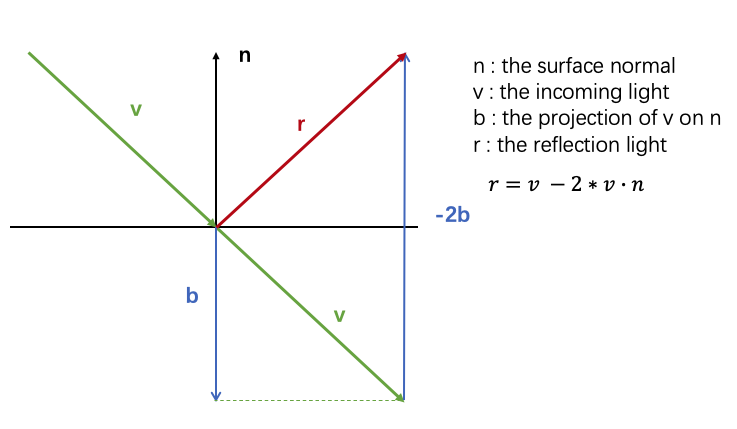 n
v
r
n : the surface normal
v : the incoming light
b : the projection of v on n
r : the reflection light
r = v − 2 * v · n
-2b
b
v